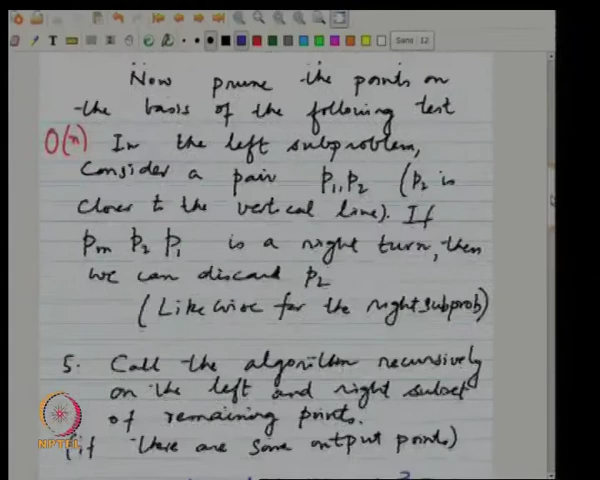 Sans 12
Now prune the points on
the basis of the following test
O(n) In the left subproblem,
Consider a pair p1, p2 (p2 is
closer to the vertical line). If
pm p2 p1 is a right turn, then
we can discard p2
(Likewise for the right subprob)
5. Call the algorithm recursively
on the left and right subset
of remaining points.
(if there are some output points)
NPTEL